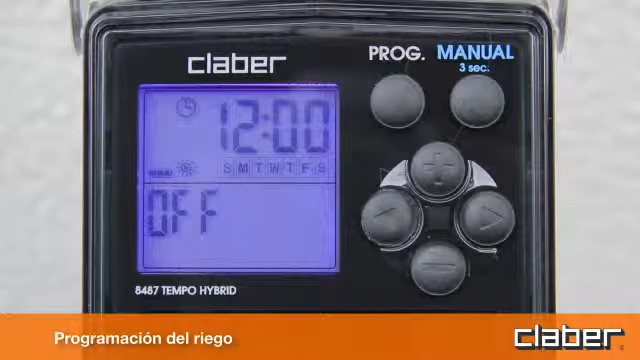 claber
PROG. MANUAL
3 sec.
12:00
S M T W T F S
OFF
8487 TEMPO HYBRID
Programación del riego
claber